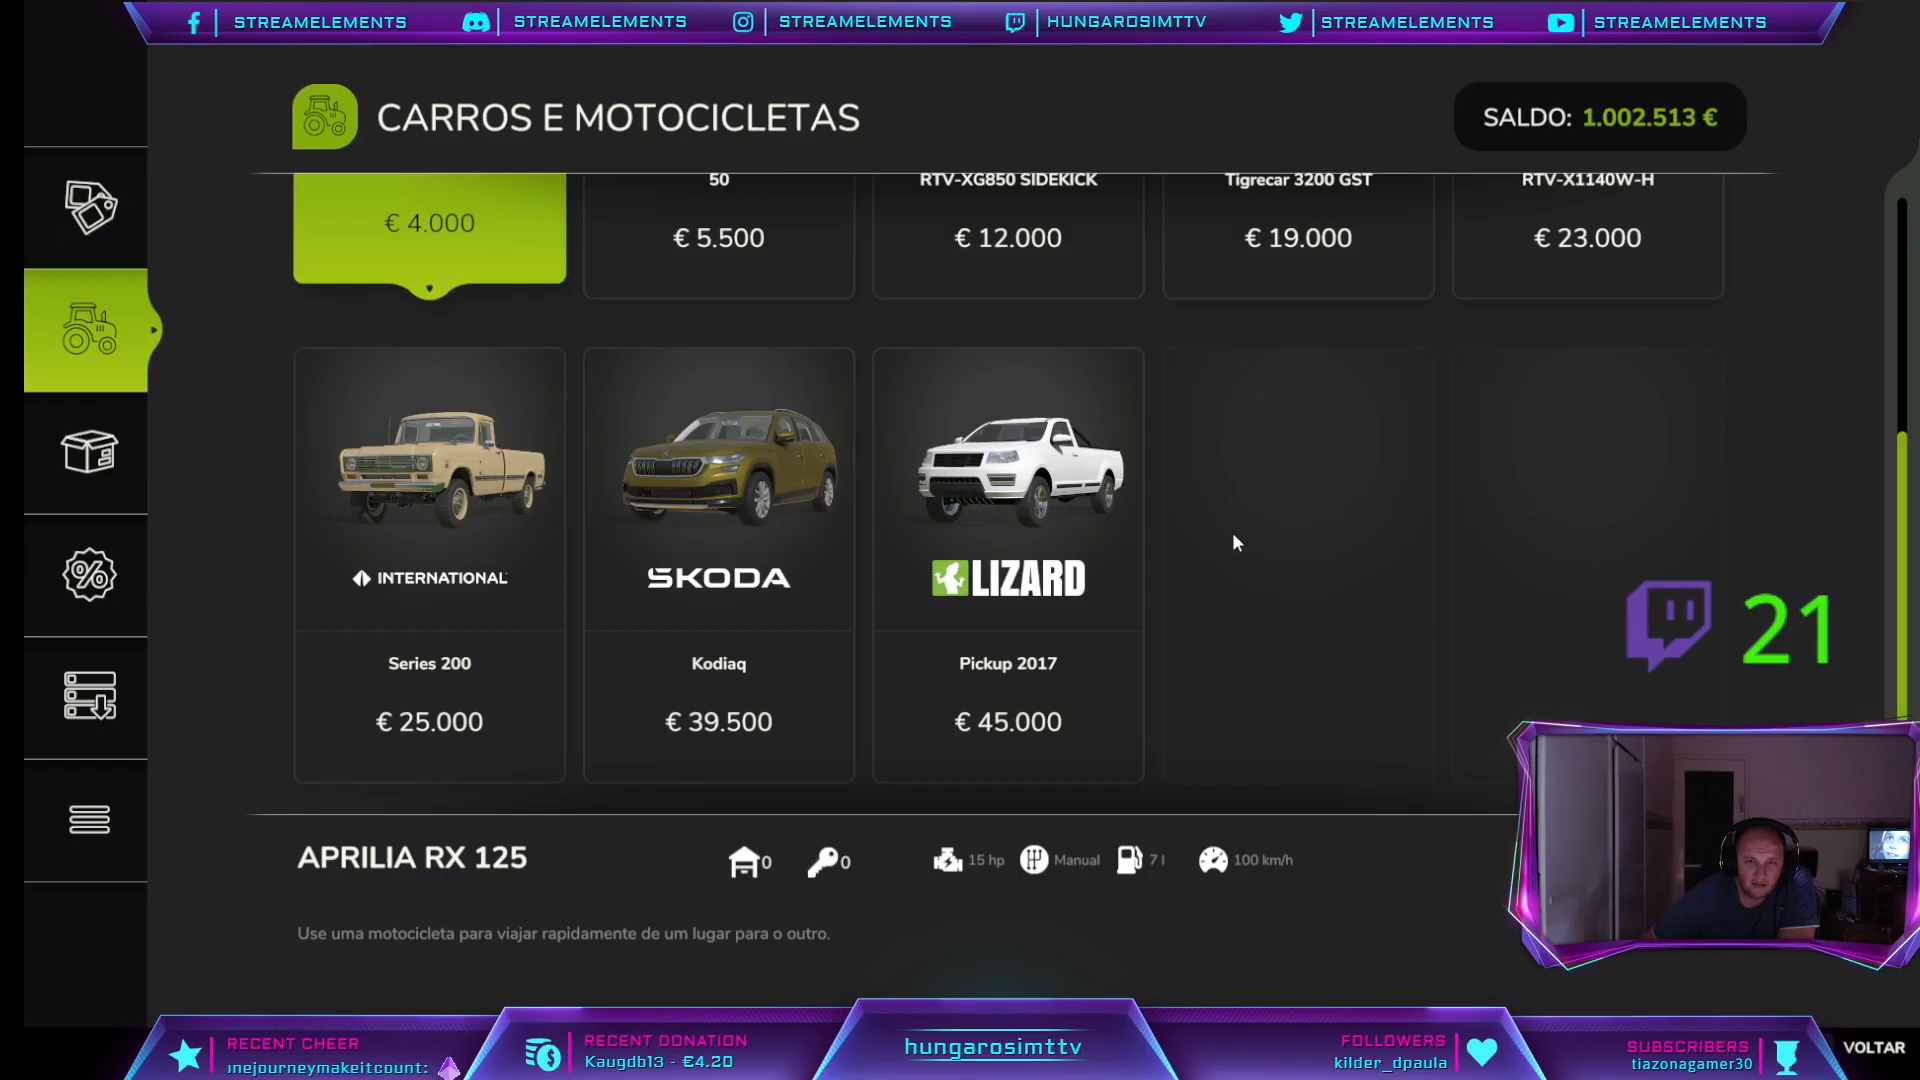 STREAMELEMENTS
STREAMELEMENTS
STREAMELEMENTS
HUNGAROSIMTTV
STREAMELEMENTS
STREAMELEMENTS
CARROS E MOTOCICLETAS
SALDO: 1.002.513 €
€ 4.000
50
€ 5.500
RTV-XG850 SIDEKICK
€ 12.000
Tigrecar 3200 GST
€ 19.000
RTV-X1140W-H
€ 23.000
INTERNATIONAL
Series 200
€ 25.000
ŠKODA
Kodiaq
€ 39.500
LIZARD
Pickup 2017
€ 45.000
21
APRILIA RX 125
0
0
15 hp
Manual
7 l
100 km/h
Use uma motocicleta para viajar rapidamente de um lugar para o outro.
RECENT CHEER
onejourneymakeitcount:
RECENT DONATION
Kaugdb13 - €4.20
hungarosimttv
FOLLOWERS
kilder_dpaula
SUBSCRIBERS
tiazonagamer30
VOLTAR